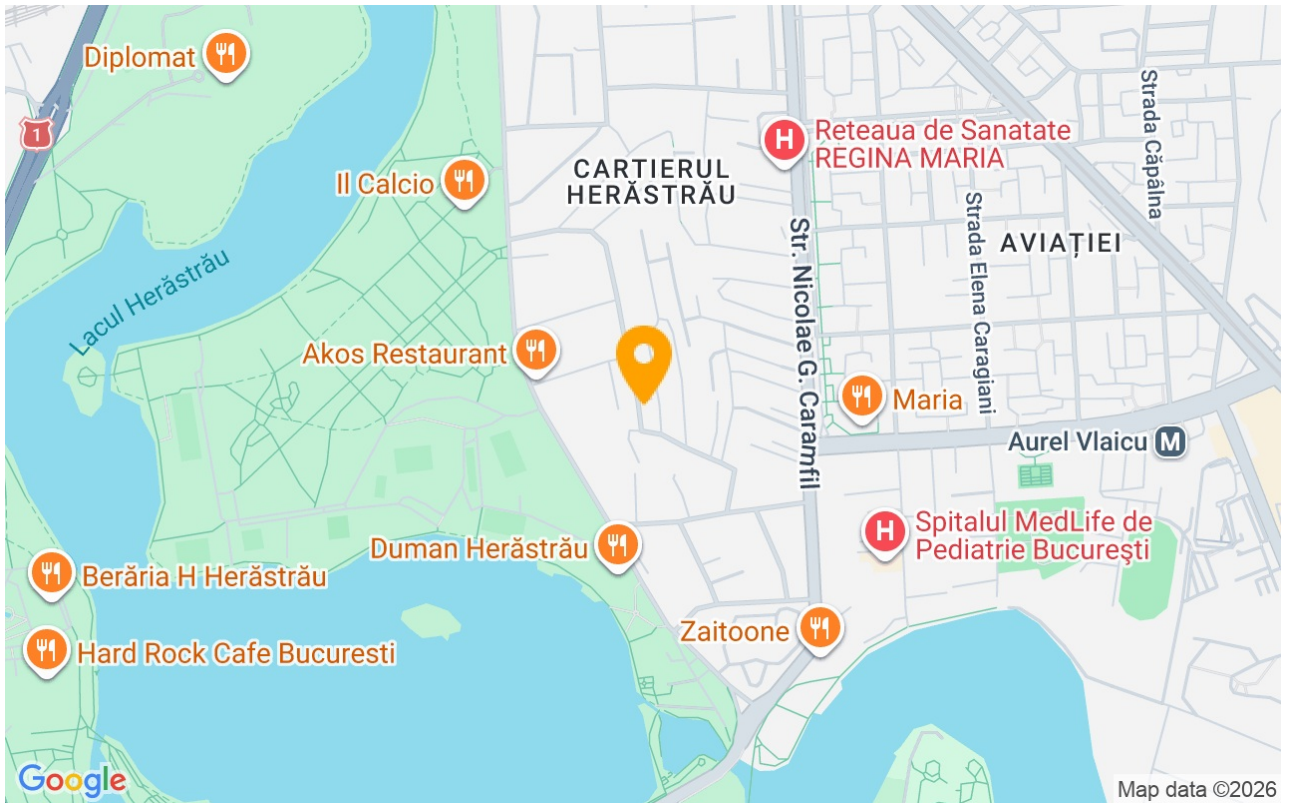 Diplomat
1
Strada Căpâlna
Reteaua de Sanatate
REGINA MARIA
CARTIERUL
HERĂSTRĂU
Il Calcio
Str. Nicolae G. Caramfil
Strada Elena Caragiani
AVIAȚIEI
Lacul Herăstrău
Akos Restaurant
Maria
Aurel Vlaicu M
Spitalul MedLife de
Pediatrie Bucureşti
Duman Herăstrău
Berăria H Herăstrău
Zaitoone
Hard Rock Cafe Bucuresti
Google
Map data ©2026
H
H